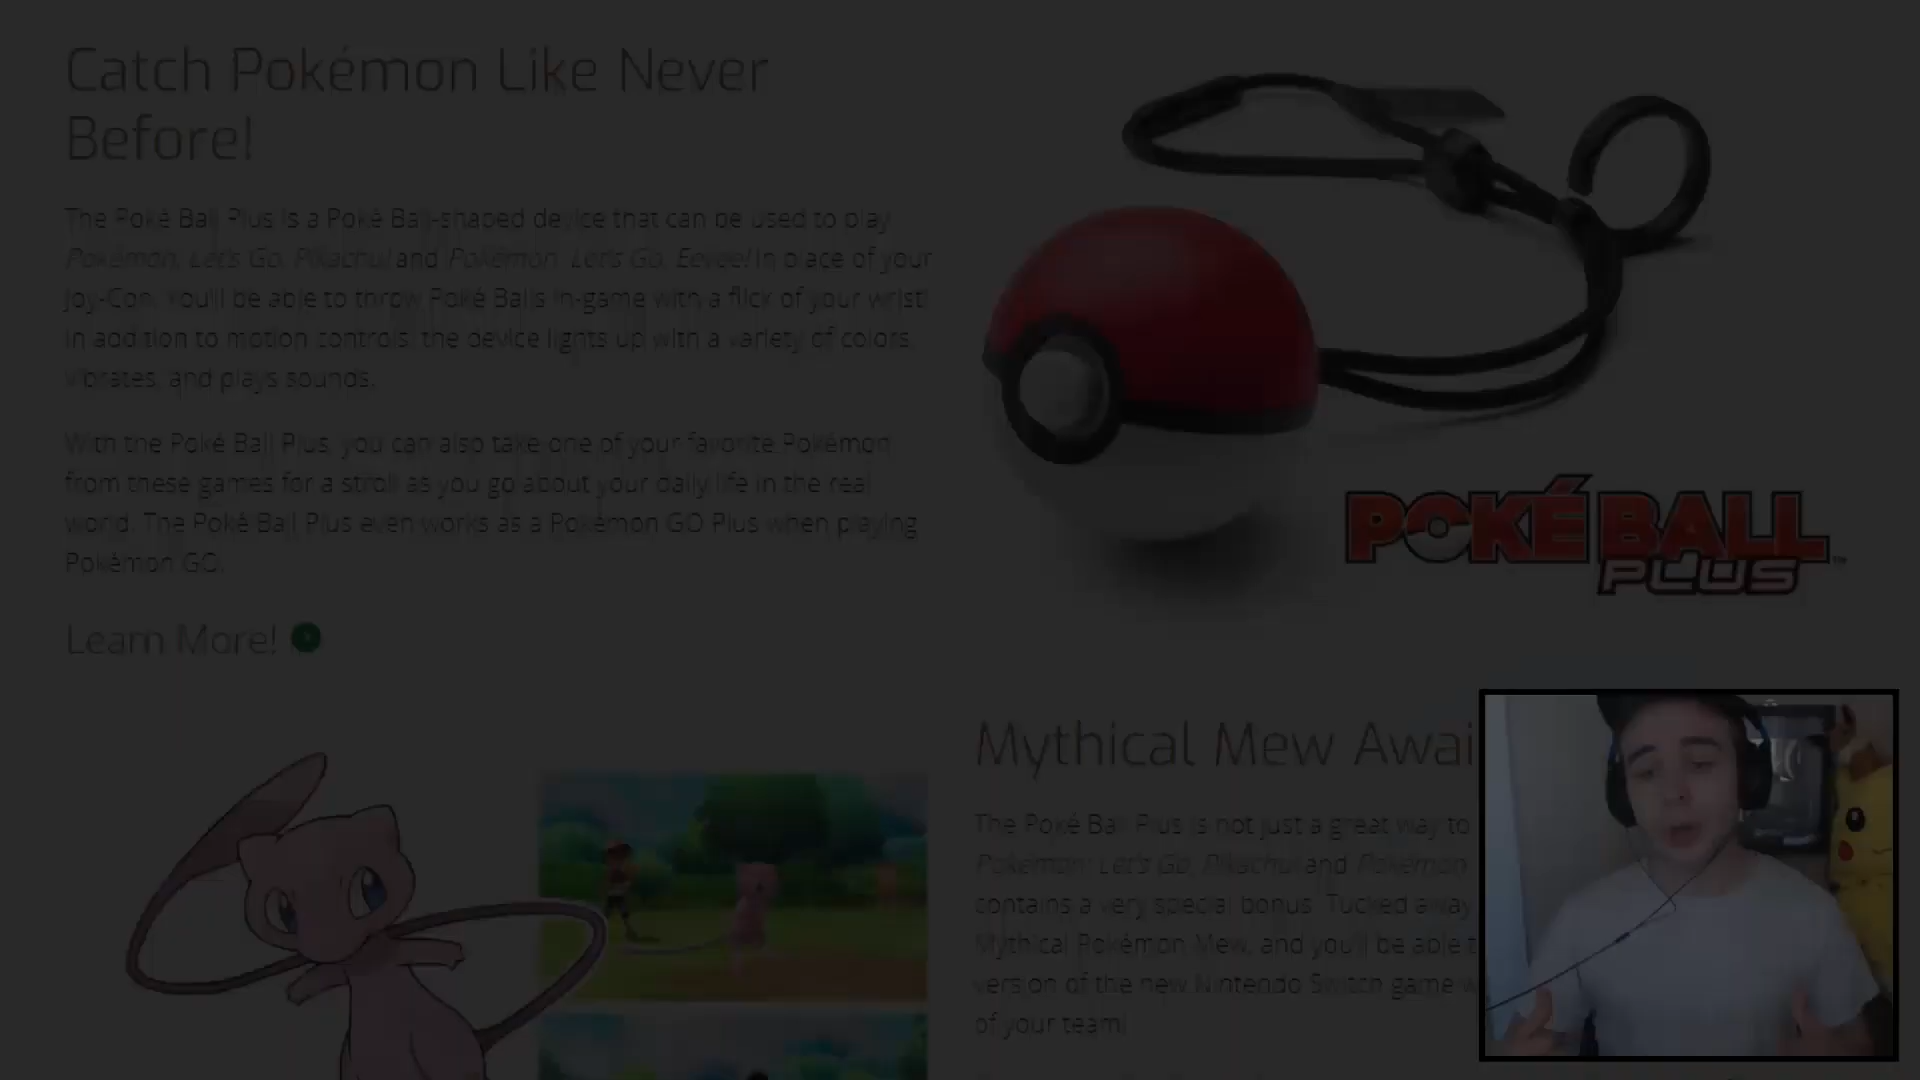 Catch Pokémon Like Never
Before!
The Poké Ball Plus is a Poké Ball-shaped device that can be used to play
Pokémon: Let's Go, Pikachu! and Pokémon: Let's Go, Eevee! in place of your
Joy-Con. You'll be able to throw Poké Balls in-game with a flick of your wrist.
In addition to motion controls, the device lights up with a variety of colors,
vibrates, and plays sounds.
With the Poké Ball Plus, you can also take one of your favorite Pokémon
from these games for a stroll as you go about your daily life in the real
world. The Poké Ball Plus even works as a Pokémon GO Plus when playing
Pokémon GO.
Learn More!
POKÉ BALL
PLUS
Mythical Mew Awai
The Poké Ball Plus is not just a great way to
Pokémon: Let's Go, Pikachu! and Pokémon
contains a very special bonus. Tucked away
Mythical Pokémon Mew, and you'll be able
version of the new Nintendo Switch game
of your team!